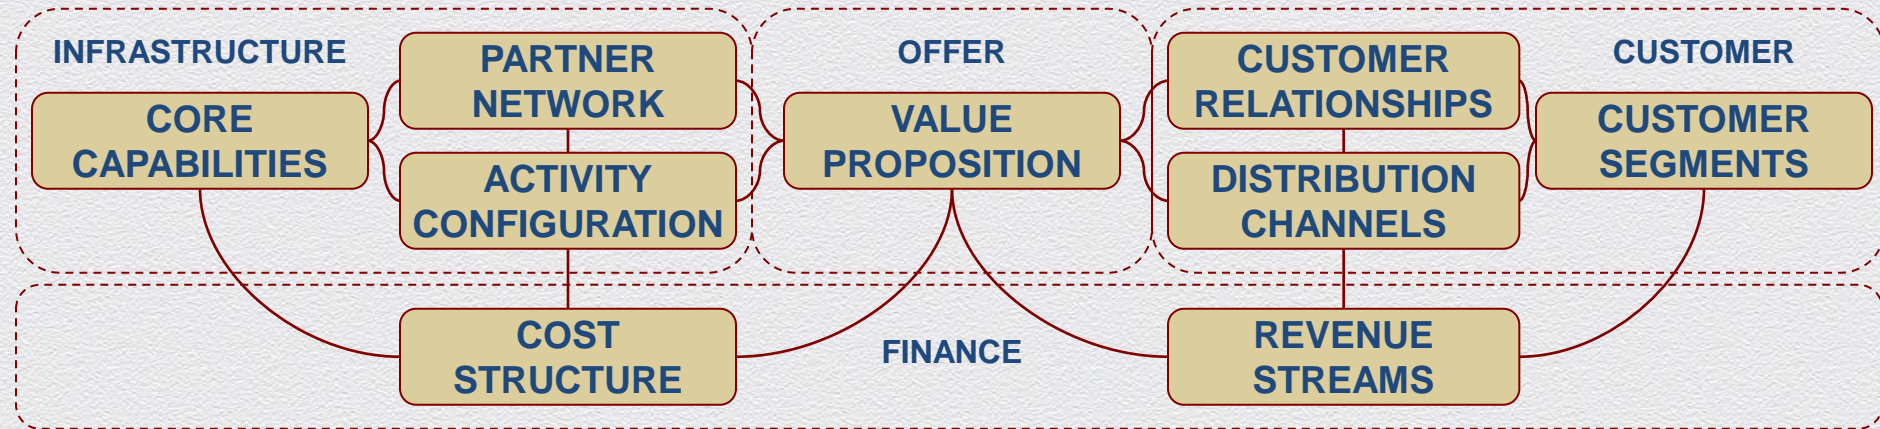 INFRASTRUCTURE
CORE
CAPABILITIES
PARTNER
NETWORK
ACTIVITY
CONFIGURATION
OFFER
VALUE
PROPOSITION
CUSTOMER
RELATIONSHIPS
DISTRIBUTION
CHANNELS
CUSTOMER
CUSTOMER
SEGMENTS
COST
STRUCTURE
FINANCE
REVENUE
STREAMS